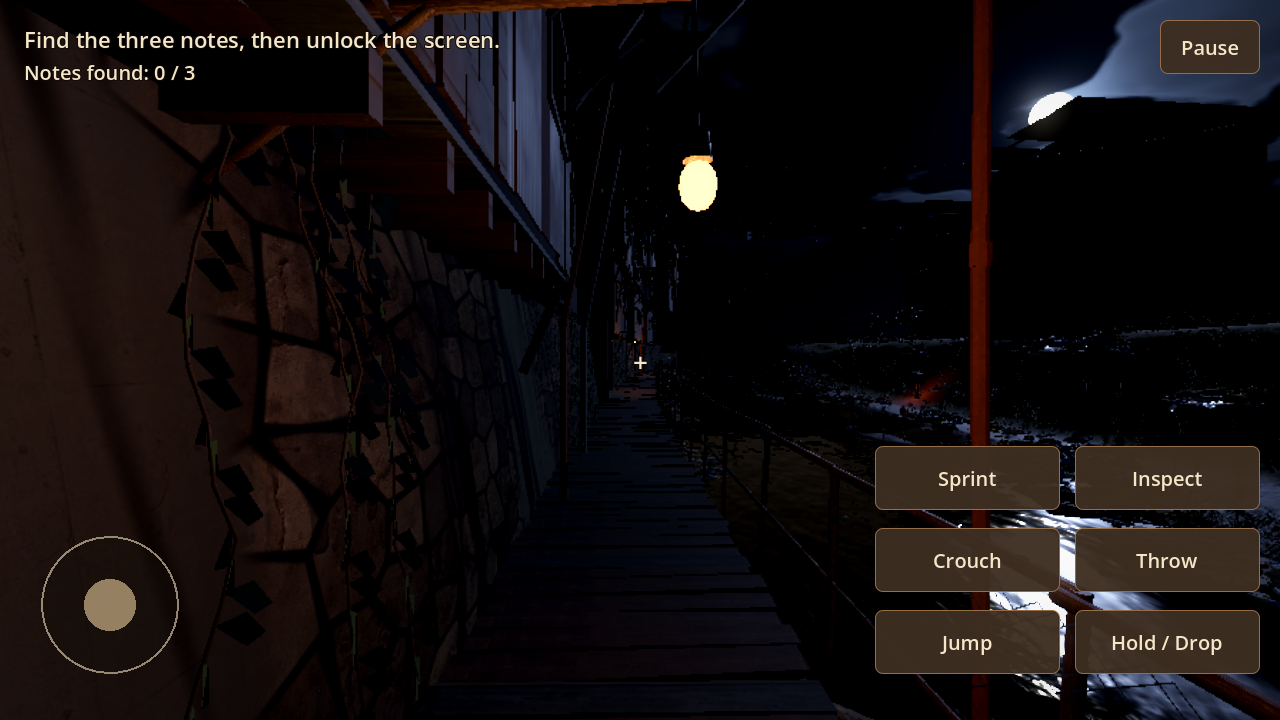 Find the three notes, then unlock the screen.
Notes found: 0 / 3
Pause
Sprint
Inspect
Crouch
Throw
Jump
Hold / Drop